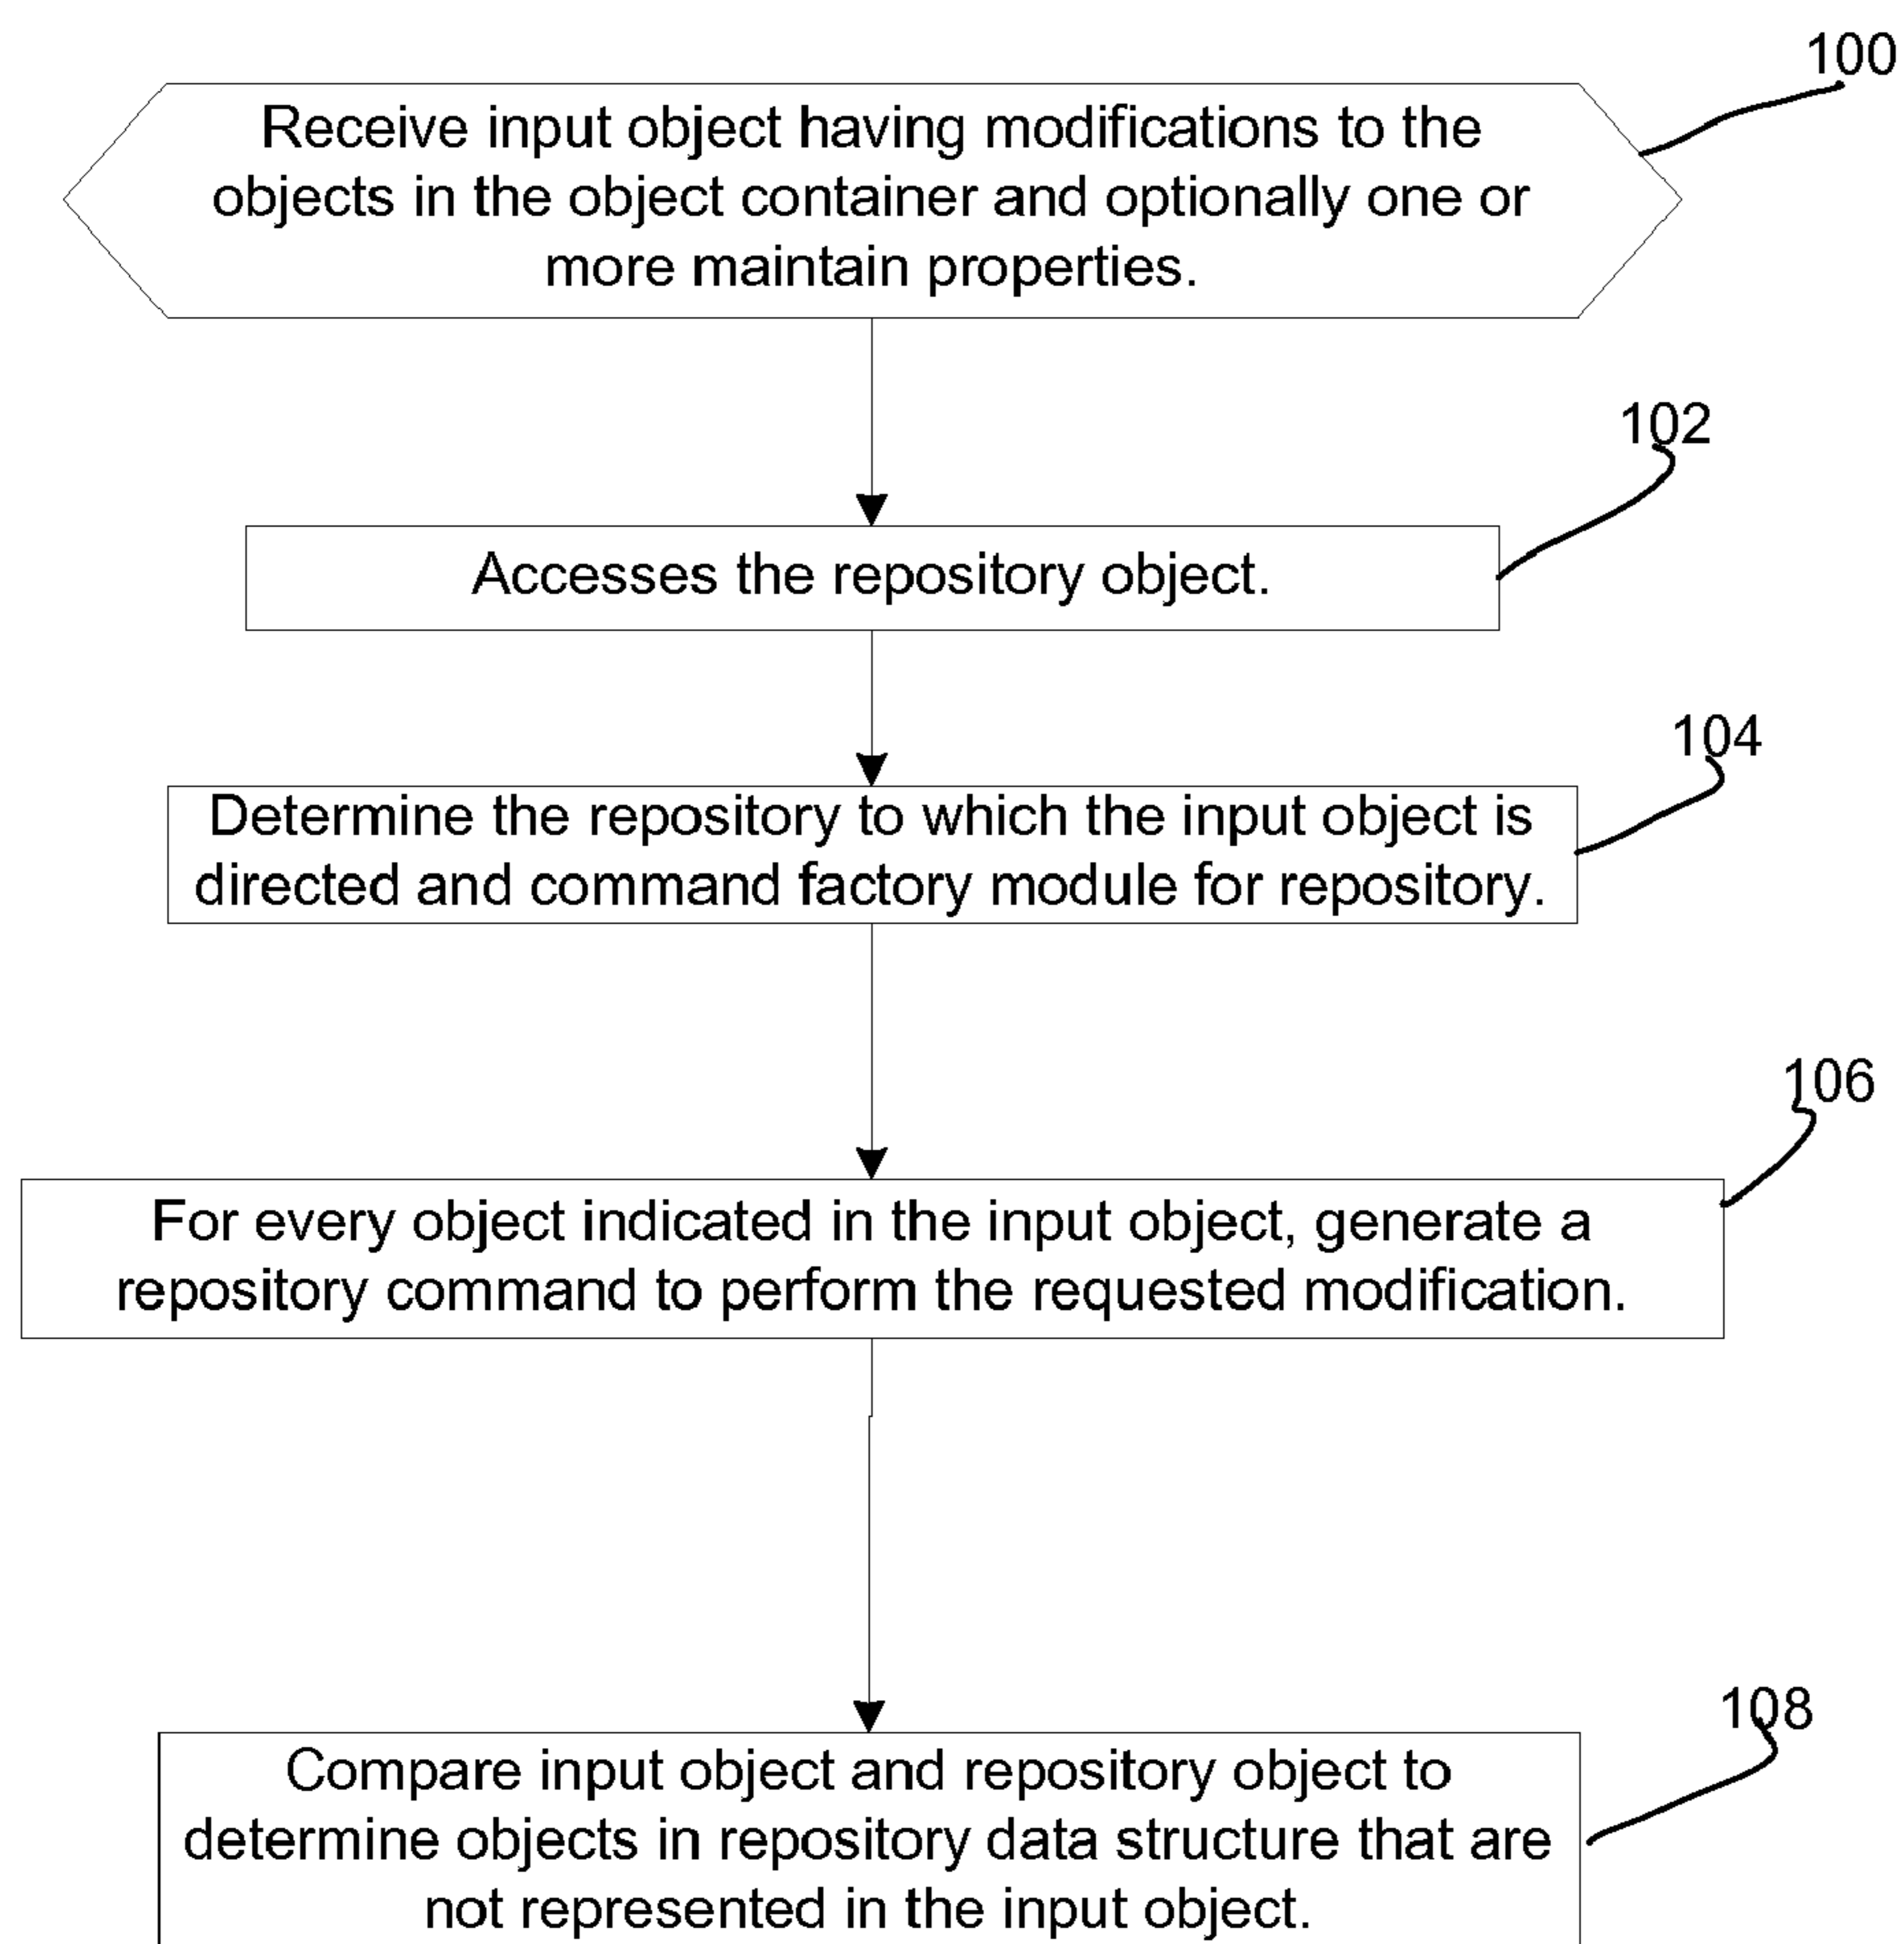 100
Receive input object having modifications to the
objects in the object container and optionally one or
more maintain properties.
102
Accesses the repository object.
104
Determine the repository to which the input object is
directed and command factory module for repository.
106
For every object indicated in the input object, generate a
repository command to perform the requested modification.
108
Compare input object and repository object to
determine objects in repository data structure that are
not represented in the input object.